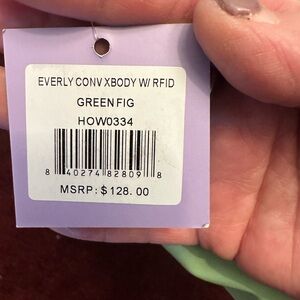 EVERLY CONV XBODY W/ RFID
GREEN FIG
HOW0334
8 40274 82809 8
MSRP: $128.00